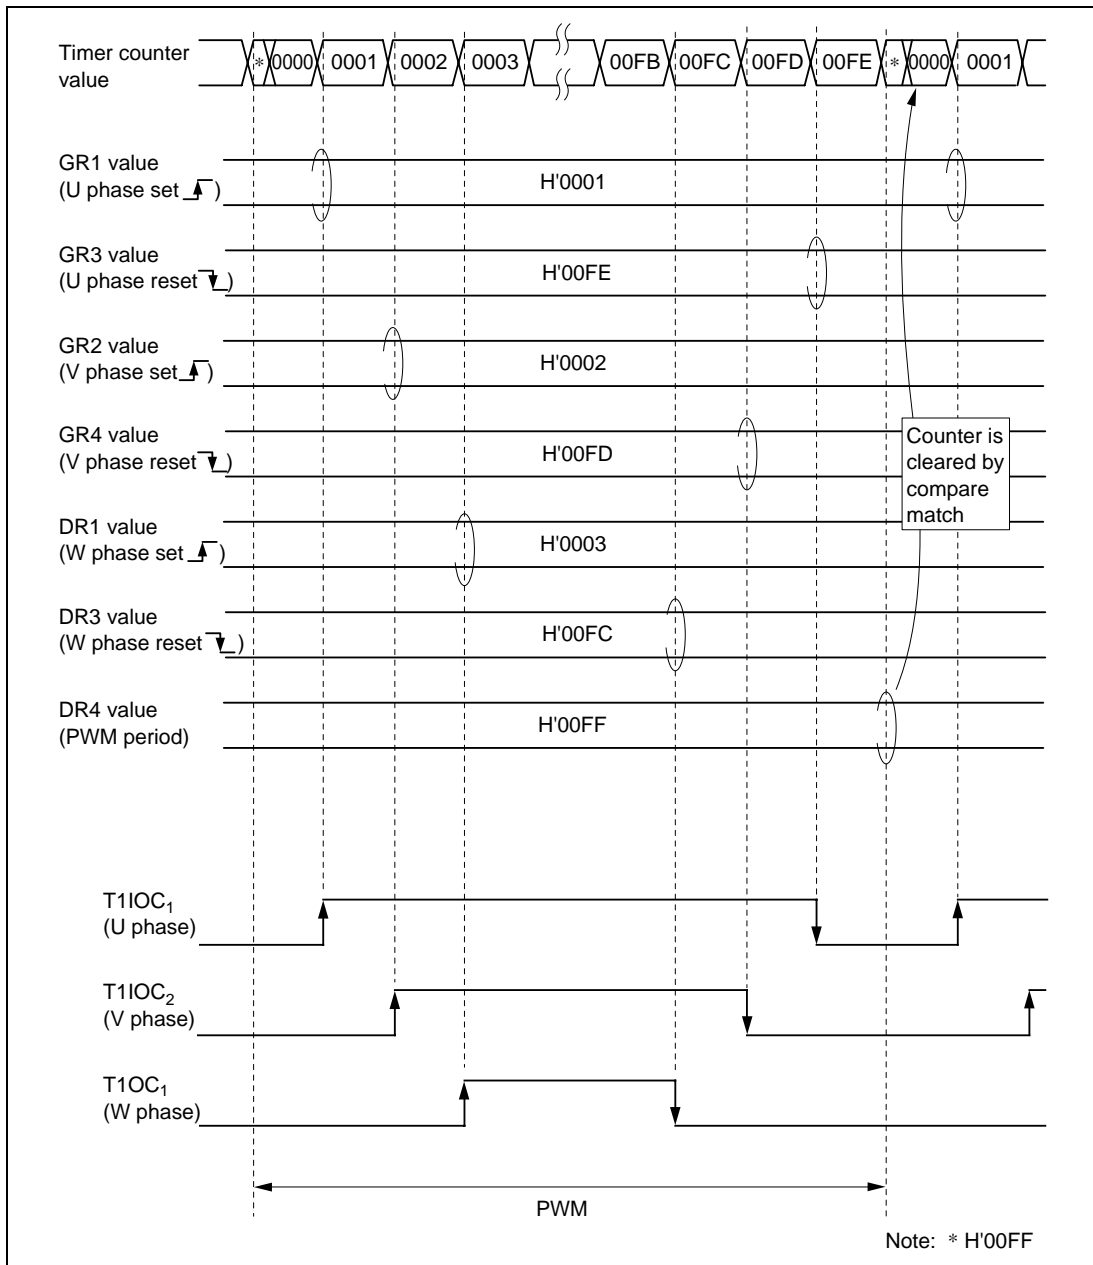 Timer counter value
* 0000 0001 0002 0003 00FB 00FC 00FD 00FE * 0000 0001
GR1 value
(U phase set )
H'0001
GR3 value
(U phase reset )
H'00FE
GR2 value
(V phase set )
H'0002
GR4 value
(V phase reset )
H'00FD
Counter is
cleared by
compare
match
DR1 value
(W phase set )
H'0003
DR3 value
(W phase reset )
H'00FC
DR4 value
(PWM period)
H'00FF
T1IOC1
(U phase)
T1IOC2
(V phase)
T1OC1
(W phase)
PWM
Note: * H'00FF